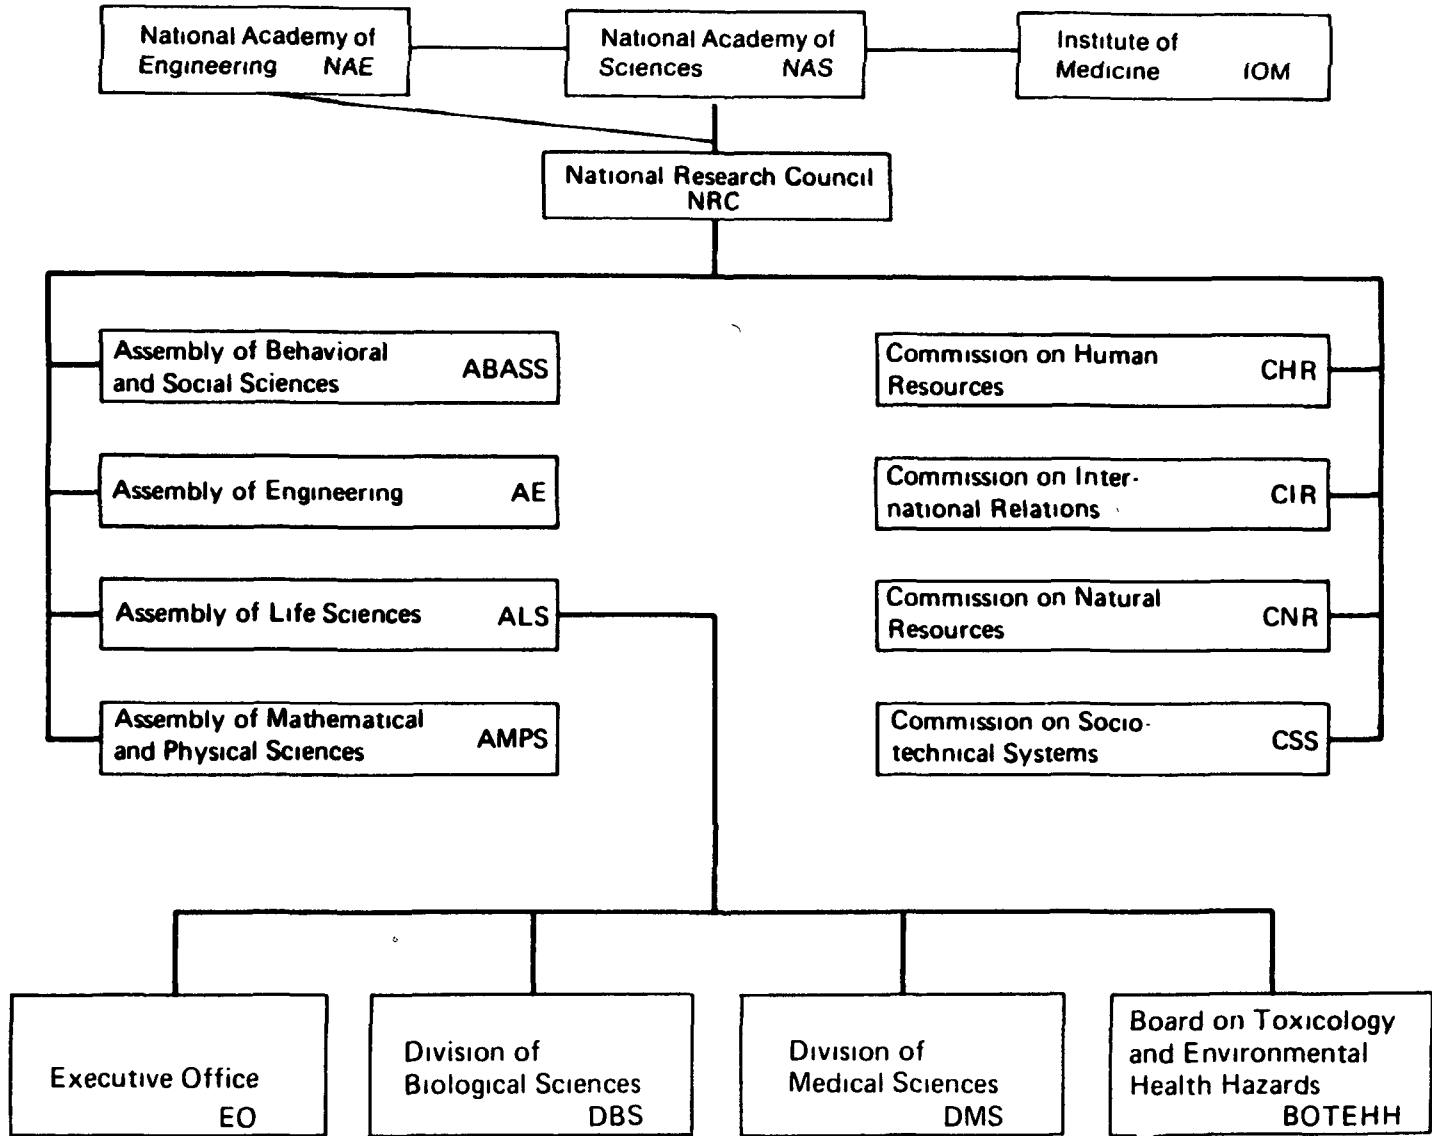 National Academy of
Engineering NAE
National Academy of
Sciences NAS
Institute of
Medicine IOM
National Research Council
NRC
Assembly of Behavioral
and Social Sciences ABASS
Assembly of Engineering AE
Assembly of Life Sciences ALS
Assembly of Mathematical
and Physical Sciences AMPS
Commission on Human
Resources CHR
Commission on Inter-
national Relations CIR
Commission on Natural
Resources CNR
Commission on Socio-
technical Systems CSS
Executive Office
EO
Division of
Biological Sciences
DBS
Division of
Medical Sciences
DMS
Board on Toxicology
and Environmental
Health Hazards
BOTEHH